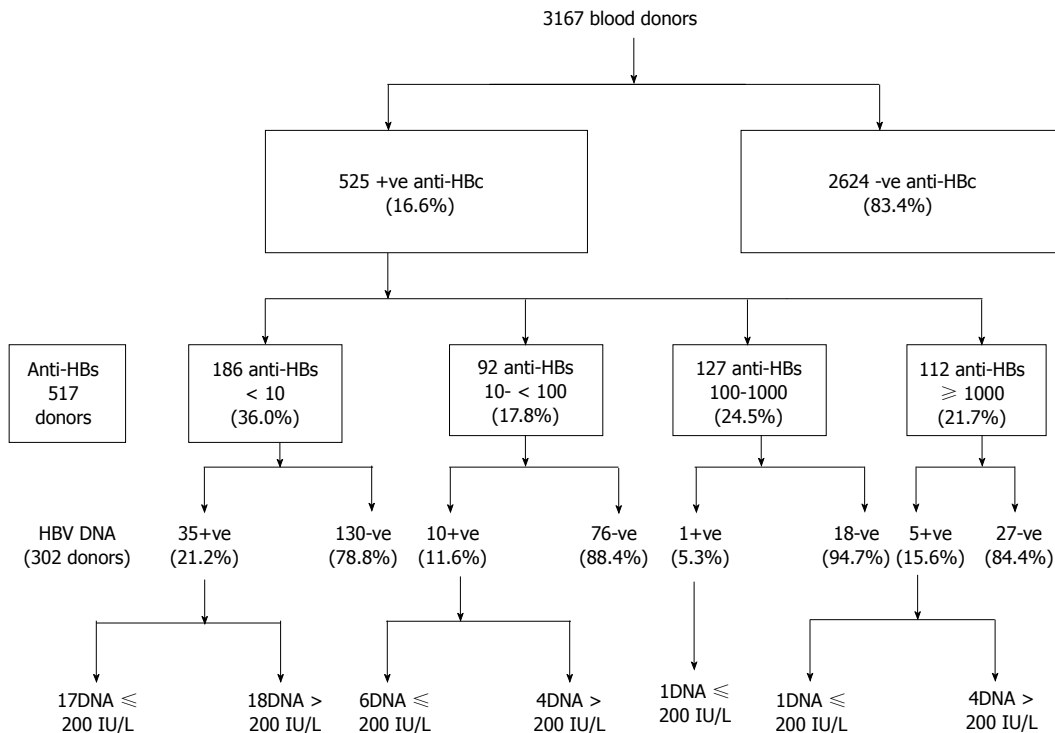 3167 blood donors
525 +ve anti-HBc
(16.6%)
2624 -ve anti-HBc
(83.4%)
Anti-HBs
517
donors
186 anti-HBs
< 10
(36.0%)
92 anti-HBs
10- < 100
(17.8%)
127 anti-HBs
100-1000
(24.5%)
112 anti-HBs
≥ 1000
(21.7%)
HBV DNA
(302 donors)
35+ve
(21.2%)
130-ve
(78.8%)
10+ve
(11.6%)
76-ve
(88.4%)
1+ve
(5.3%)
18-ve
(94.7%)
5+ve
(15.6%)
27-ve
(84.4%)
17DNA ≤
200 IU/L
18DNA >
200 IU/L
6DNA ≤
200 IU/L
4DNA >
200 IU/L
1DNA ≤
200 IU/L
1DNA ≤
200 IU/L
4DNA >
200 IU/L